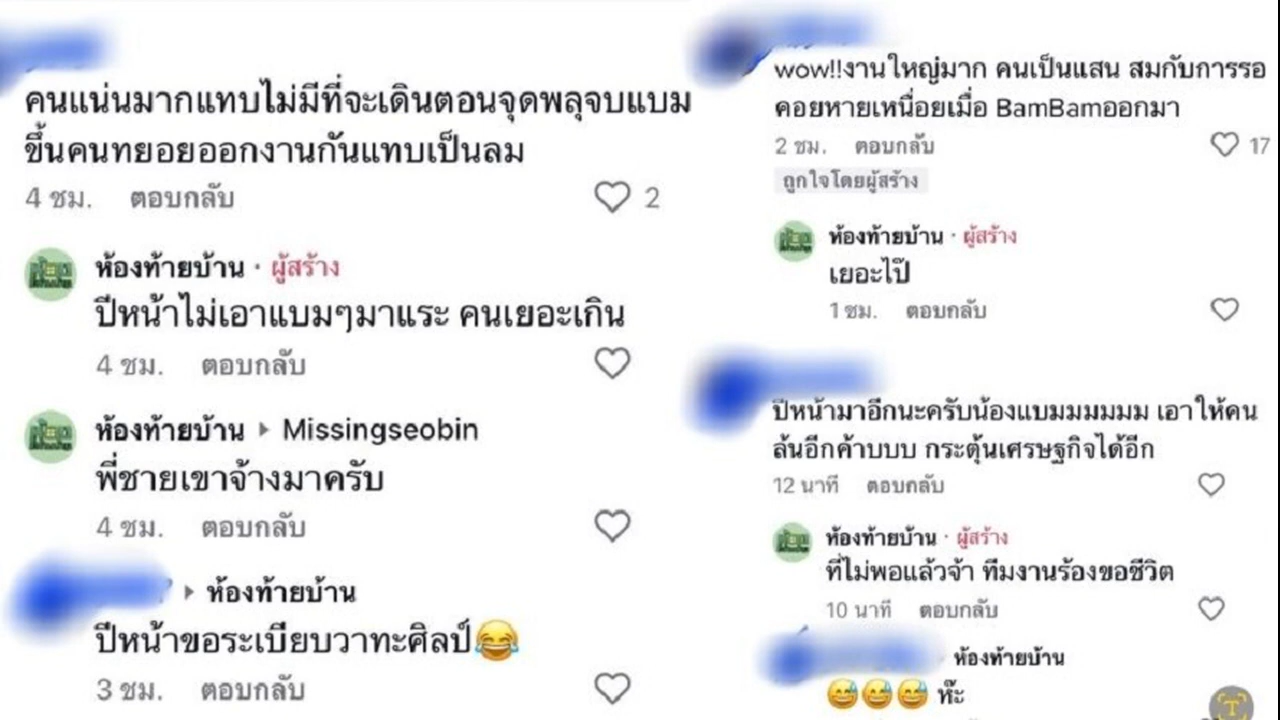 คนแน่นมากแทบไม่มีที่จะเดินตอนจุดพลุจบแบม
ขึ้นคนทยอยออกงานกันแทบเป็นลม
4 ชม. ตอบกลับ 2
ห้องท้ายบ้าน · ผู้สร้าง
ปีหน้าไม่เอาแบมๆมาแระ คนเยอะเกิน
4 ชม. ตอบกลับ
ห้องท้ายบ้าน ▸ Missingseobin
พี่ชายเขาจ้างมาครับ
4 ชม. ตอบกลับ
▸ ห้องท้ายบ้าน
ปีหน้าขอระเบียบวาทะศิลป์😂
3 ชม. ตอบกลับ
wow!!งานใหญ่มาก คนเป็นแสน สมกับการรอ
คอยหายเหนื่อยเมื่อ BamBamออกมา
2 ชม. ตอบกลับ 17
ถูกใจโดยผู้สร้าง
ห้องท้ายบ้าน · ผู้สร้าง
เยอะไป๊
1 ชม. ตอบกลับ
ปีหน้ามาอีกนะครับน้องแบมมมมมม เอาให้คน
ล้นอีกค้าบบบ กระตุ้นเศรษฐกิจได้อีก
12 นาที ตอบกลับ
ห้องท้ายบ้าน · ผู้สร้าง
ที่ไม่พอแล้วจ้า ทีมงานร้องขอชีวิต
10 นาที ตอบกลับ
ห้องท้ายบ้าน
😅😅😅 ห๊ะ